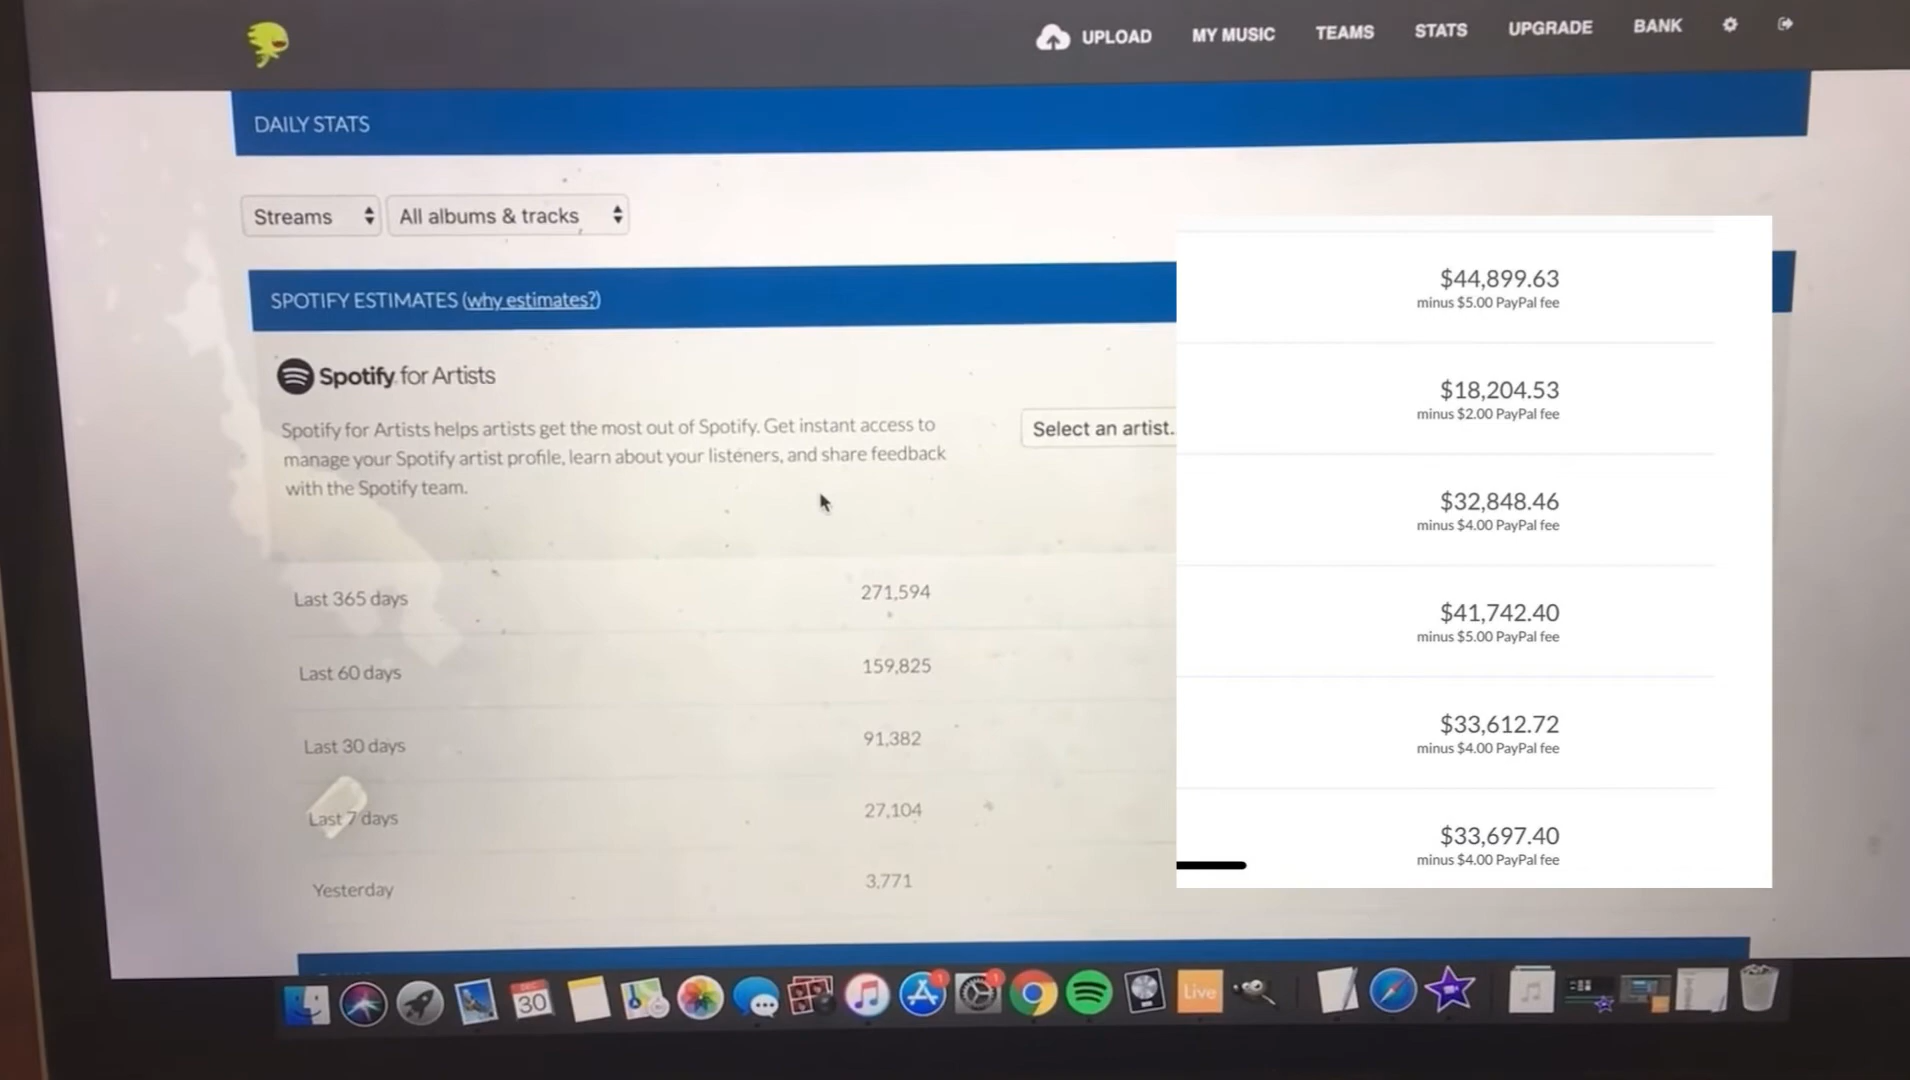 UPLOAD
MY MUSIC
TEAMS
STATS
UPGRADE
BANK
DAILY STATS
Streams
All albums & tracks
SPOTIFY ESTIMATES (why estimates?)
Spotify for Artists
Spotify for Artists helps artists get the most out of Spotify. Get instant access to
manage your Spotify artist profile, learn about your listeners, and share feedback
with the Spotify team.
Select an artist.
Last 365 days 271,594
Last 60 days 159,825
Last 30 days 91,382
Last 7 days 27,104
Yesterday 3,771
$44,899.63
minus $5.00 PayPal fee
$18,204.53
minus $2.00 PayPal fee
$32,848.46
minus $4.00 PayPal fee
$41,742.40
minus $5.00 PayPal fee
$33,612.72
minus $4.00 PayPal fee
$33,697.40
minus $4.00 PayPal fee
DEC
30
1
1
Live